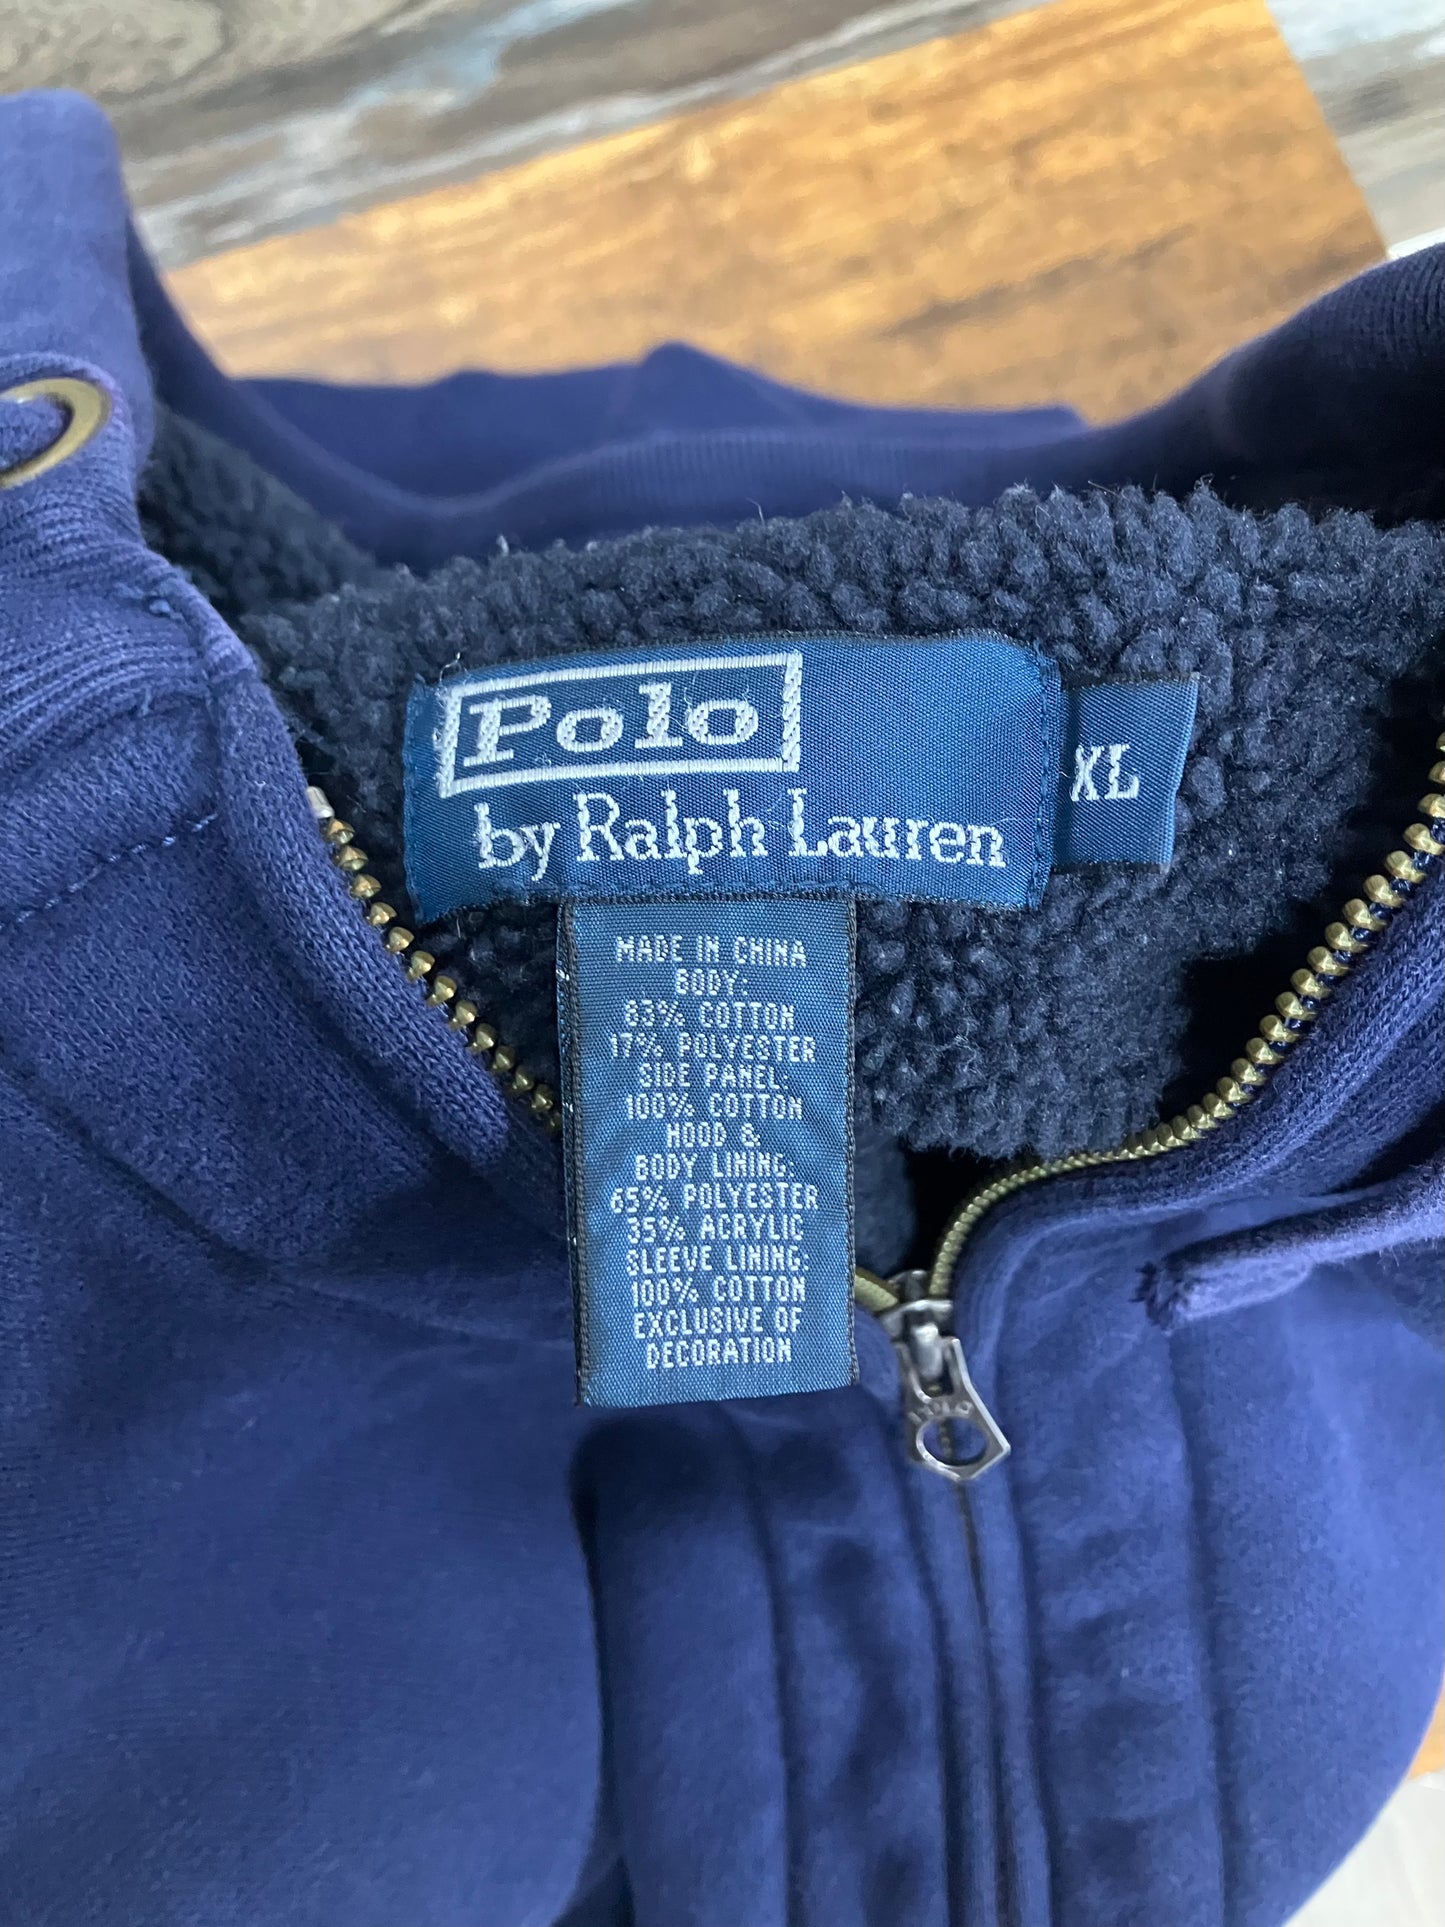 Polo
by Ralph Lauren
XL
MADE IN CHINA
BODY:
83% COTTON
17% POLYESTER
SIDE PANEL:
100% COTTON
HOOD &
BODY LINING:
65% POLYESTER
35% ACRYLIC
SLEEVE LINING:
100% COTTON
EXCLUSIVE OF
DECORATION
POLO